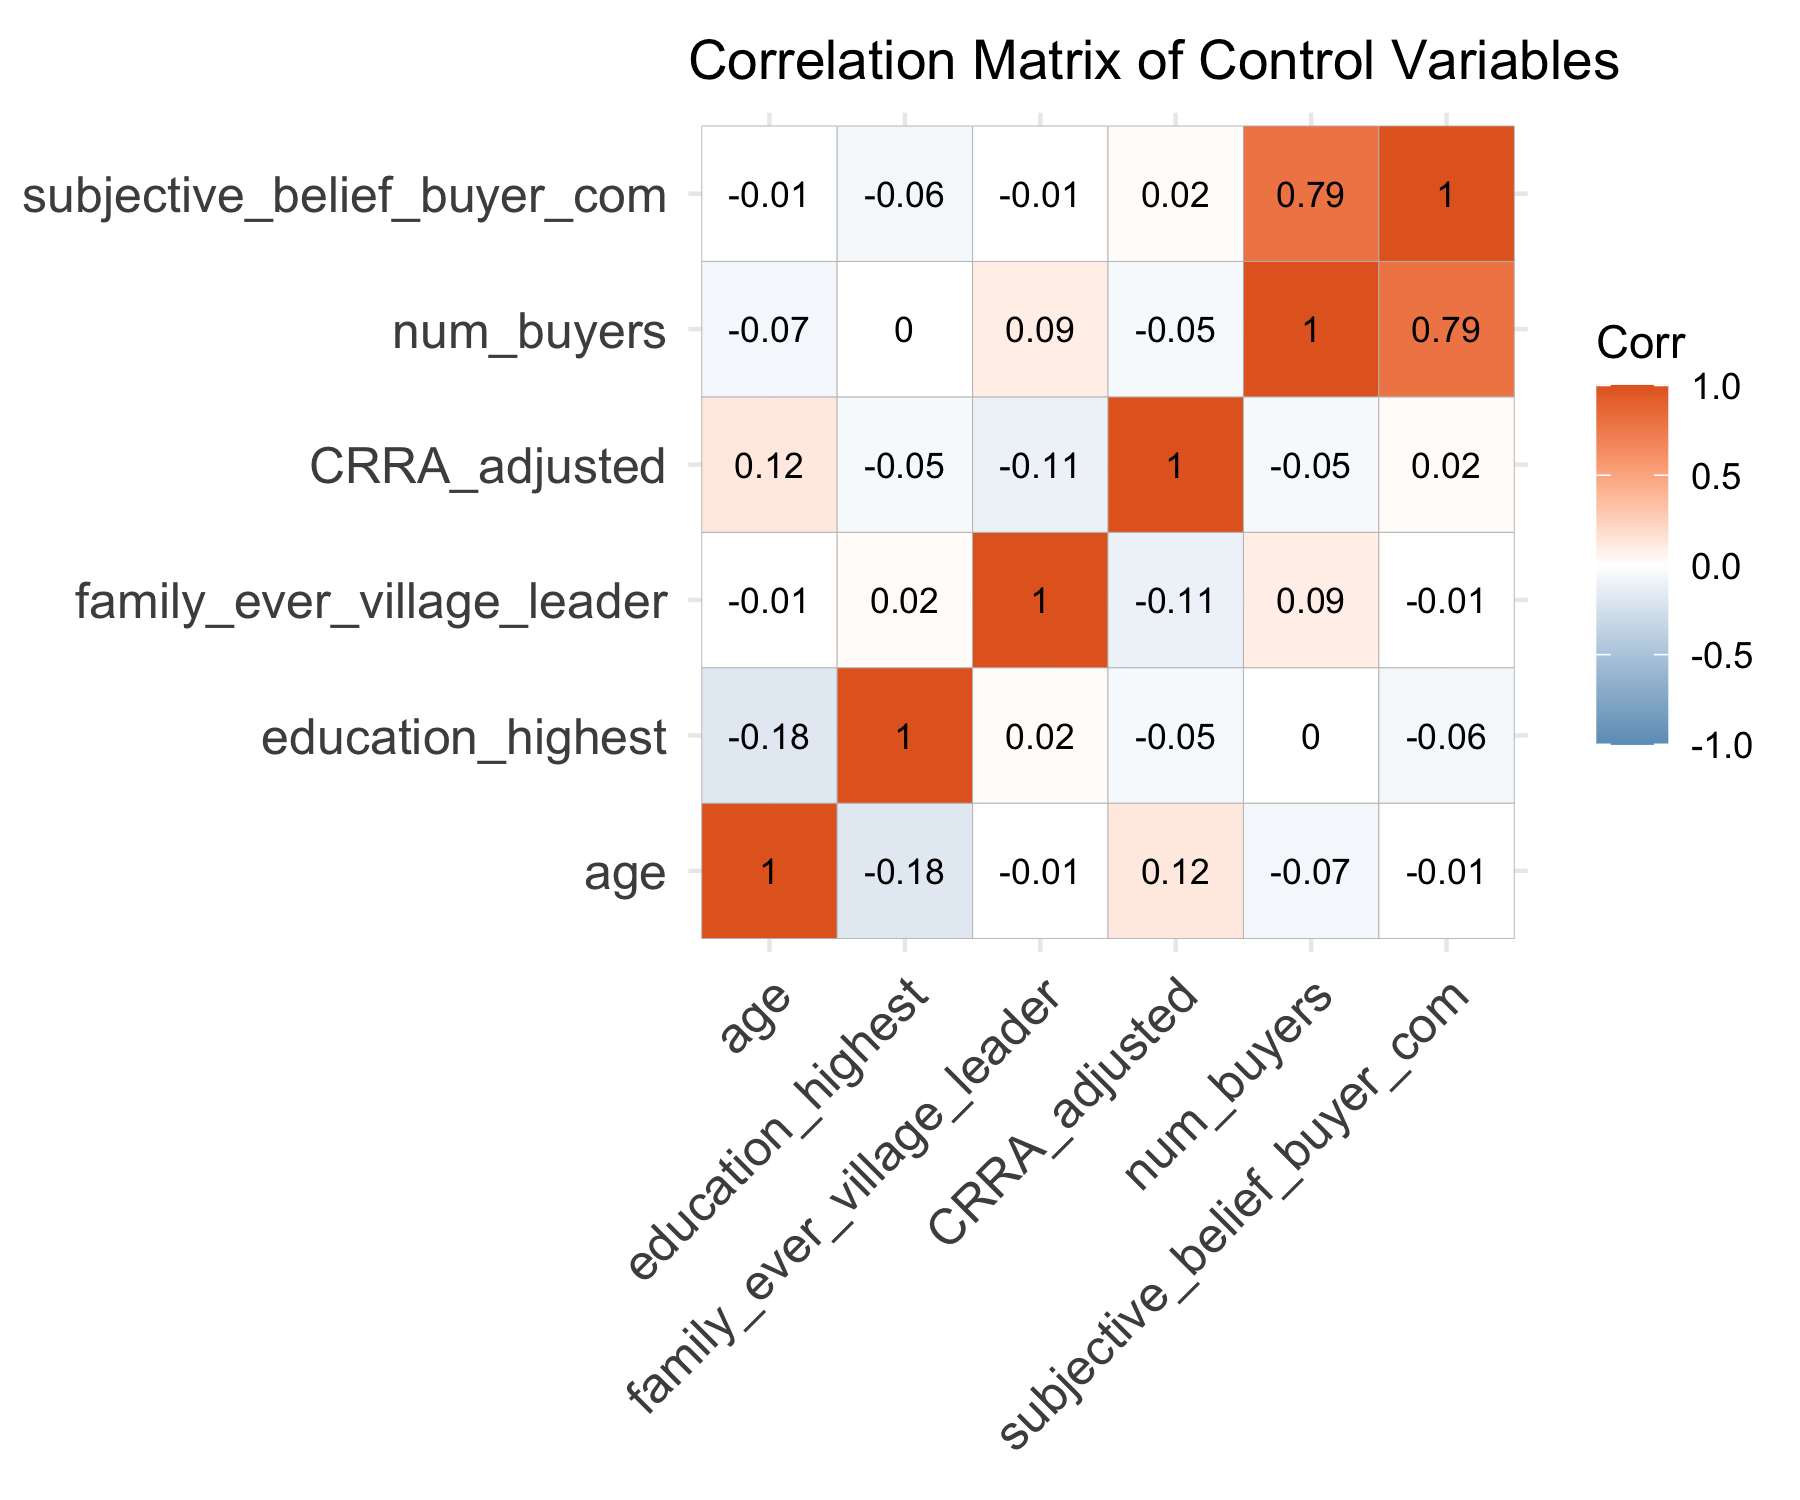 Correlation Matrix of Control Variables
subjective_belief_buyer_com -0.01 -0.06 -0.01 0.02 0.79 1
num_buyers -0.07 0 0.09 -0.05 1 0.79
CRRA_adjusted 0.12 -0.05 -0.11 1 -0.05 0.02
family_ever_village_leader -0.01 0.02 1 -0.11 0.09 -0.01
education_highest -0.18 1 0.02 -0.05 0 -0.06
age 1 -0.18 -0.01 0.12 -0.07 -0.01
age
education_highest
family_ever_village_leader
CRRA_adjusted
num_buyers
subjective_belief_buyer_com
Corr
1.0
0.5
0.0
-0.5
-1.0